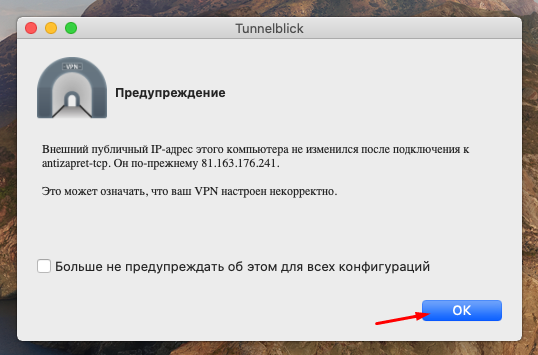 Tunnelblick
VPN
Предупреждение
Внешний публичный IP-адрес этого компьютера не изменился после подключения к
antizapret-tcp. Он по-прежнему 81.163.176.241.
Это может означать, что ваш VPN настроен некорректно.
Больше не предупреждать об этом для всех конфигураций
OK